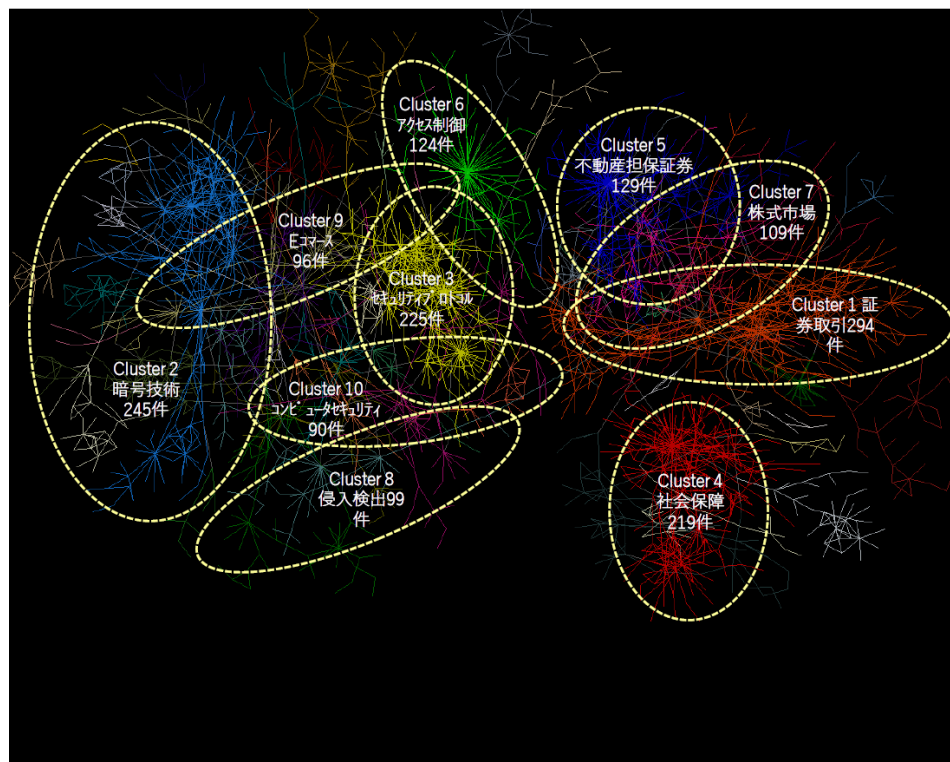 Cluster 6
ｱｸｾｽ制御
124件
Cluster 5
不動産担保証券
129件
Cluster 7
株式市場
109件
Cluster 9
Eｺﾏｰｽ
96件
Cluster 3
ｾｷｭﾘﾃｨﾌﾟﾛﾄｺﾙ
225件
Cluster 1 証
券取引294
件
Cluster 2
暗号技術
245件
Cluster 10
ｺﾝﾋﾟｭｰﾀｾｷｭﾘﾃｨ
90件
Cluster 8
侵入検出99
件
Cluster 4
社会保障
219件